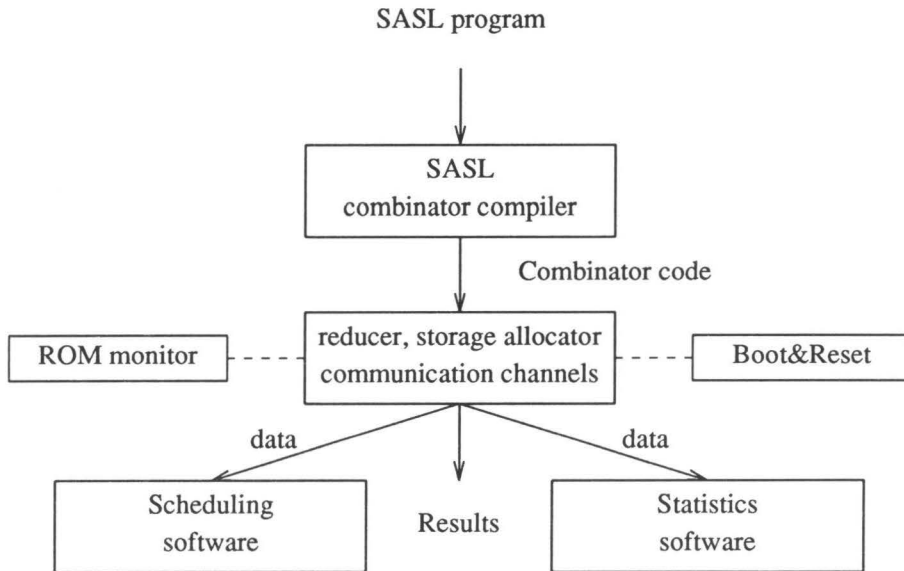 SASL program
SASL
combinator compiler
Combinator code
ROM monitor
reducer, storage allocator
communication channels
Boot&Reset
data
data
Scheduling
software
Results
Statistics
software